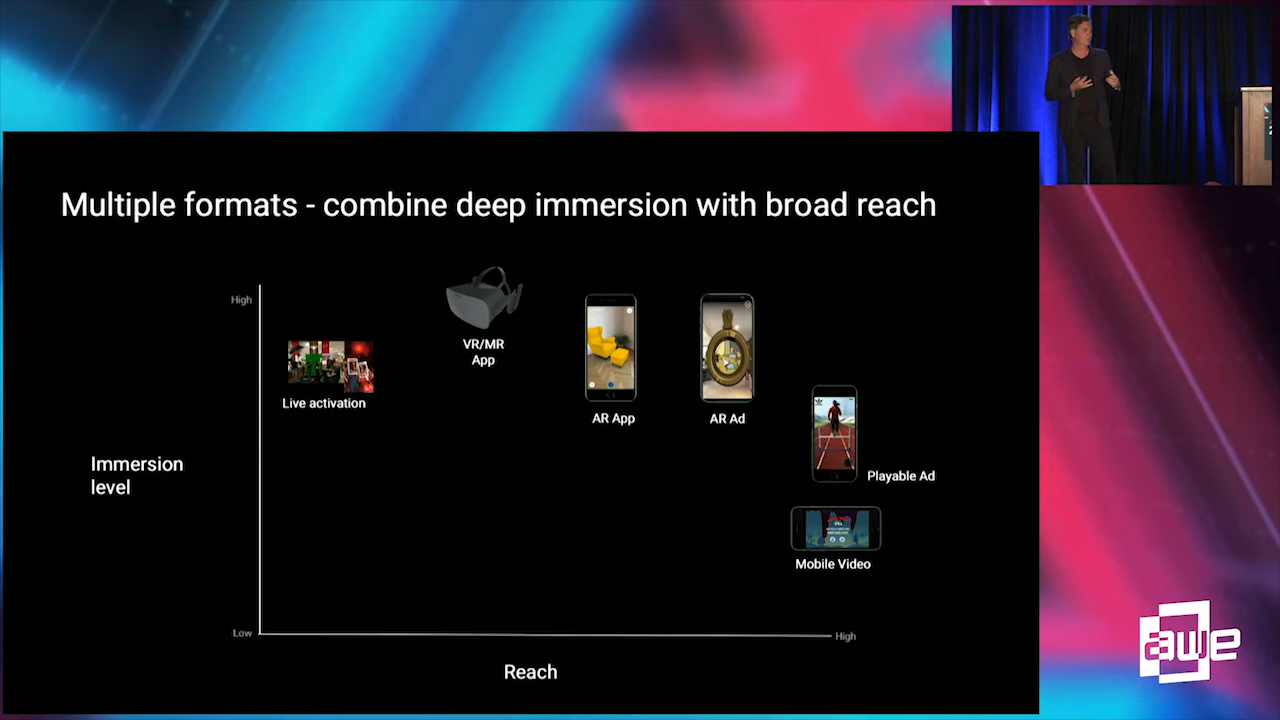 Multiple formats - combine deep immersion with broad reach
High
VR/MR
App
Live activation
AR App
AR Ad
Immersion
level
Playable Ad
Mobile Video
Low
High
Reach
awe